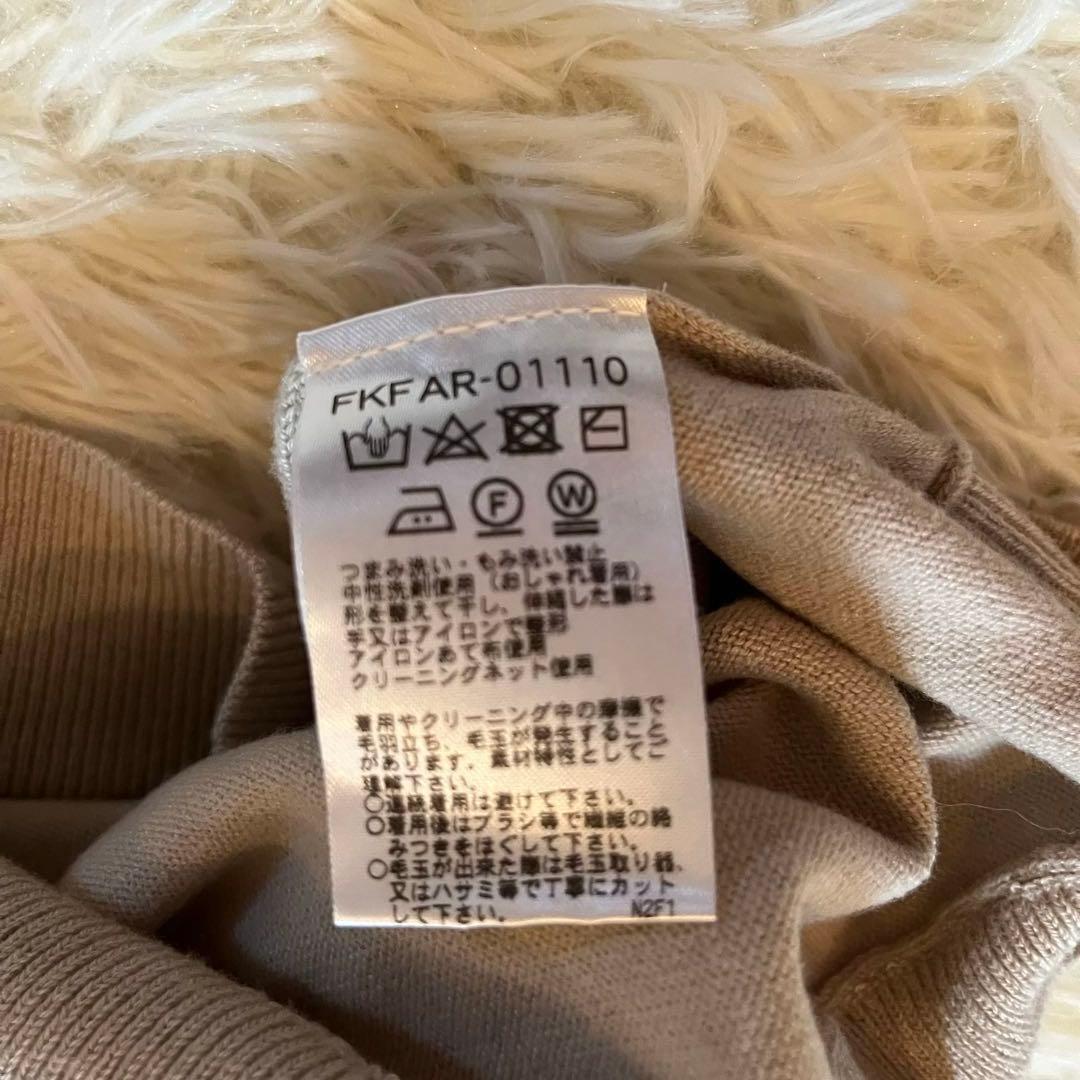 FKF AR-01110
F W
つまみ洗い・もみ洗い禁止
中性洗剤使用（おしゃれ着用）
形を整えて干し、伸縮した際は
手又はアイロンで整形
アイロンあて布使用
クリーニングネット使用
着用やクリーニング中の摩擦で
毛羽立ち、毛玉が発生すること
があります。素材特性としてご
理解下さい。
○連続着用は避けて下さい。
○着用後はブラシ等で繊維の絡
みつきをほぐして下さい。
○毛玉が出来た際は毛玉取り器、
又はハサミ等で丁寧にカット
して下さい。
N2F1